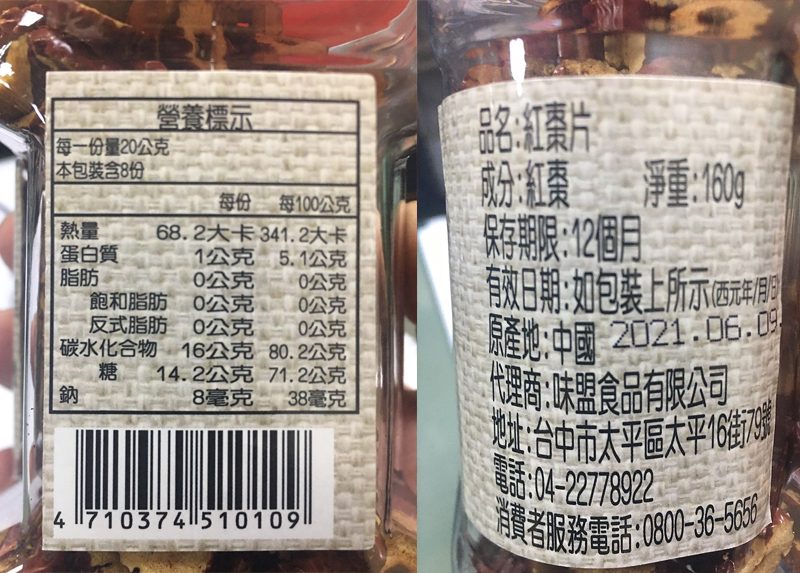 營養標示
每一份量20公克
本包裝含8份
每份 每100公克
熱量 68.2大卡 341.2大卡
蛋白質 1公克 5.1公克
脂肪 0公克 0公克
飽和脂肪 0公克 0公克
反式脂肪 0公克 0公克
碳水化合物 16公克 80.2公克
糖 14.2公克 71.2公克
鈉 8毫克 38毫克
4 710374 510109
品名:紅棗片
成分:紅棗 淨重:160g
保存期限:12個月
有效日期:如包裝上所示(西元年/月/日)
原產地:中國 2021.06.09
代理商:味盟食品有限公司
地址:台中市太平區太平16街79號
電話:04-22778922
消費者服務電話:0800-36-5656